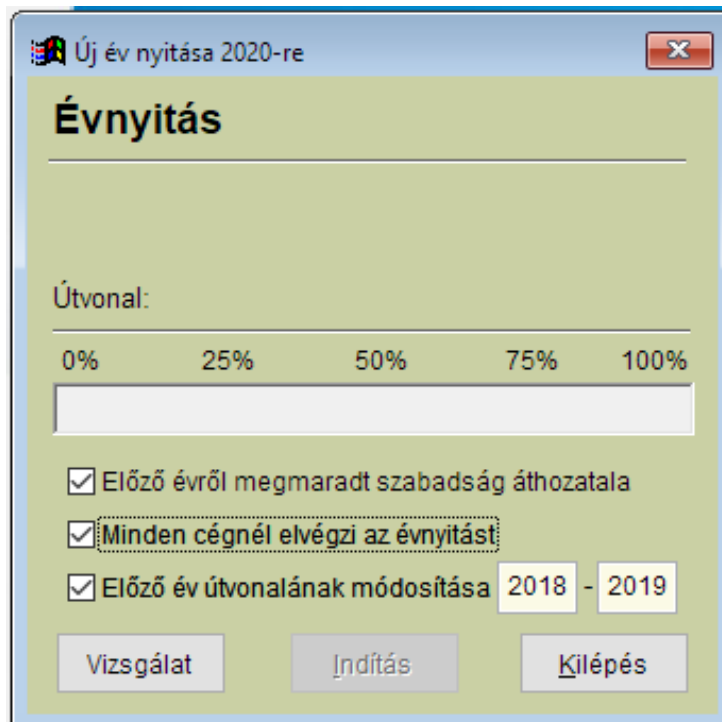 Új év nyitása 2020-re
Évnyitás
Útvonal:
0% 25% 50% 75% 100%
Előző évről megmaradt szabadság áthozatala
Minden cégnél elvégzi az évnyitást
Előző év útvonalának módosítása 2018 - 2019
Vizsgálat Indítás Kilépés